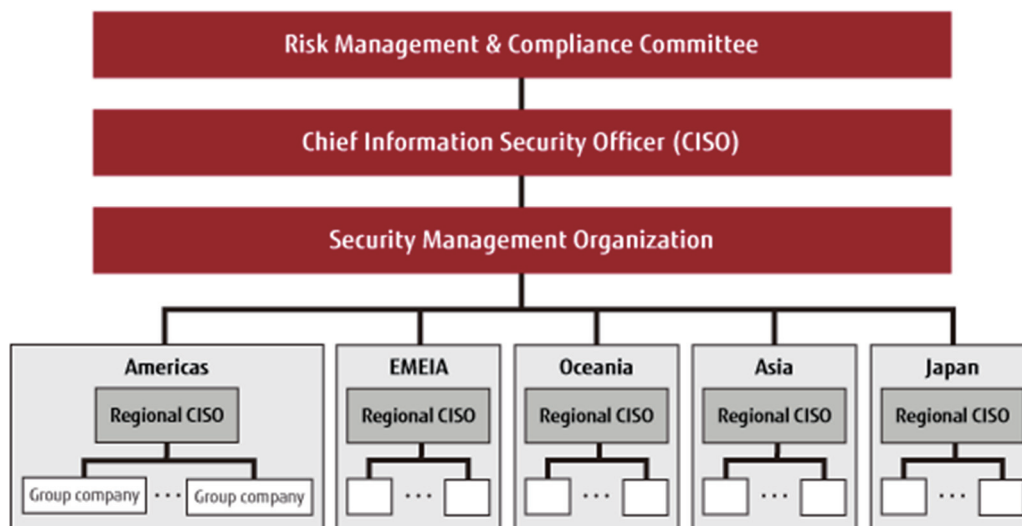 Risk Management & Compliance Committee
Chief Information Security Officer (CISO)
Security Management Organization
Americas
EMEIA
Oceania
Asia
Japan
Regional CISO
Regional CISO
Regional CISO
Regional CISO
Regional CISO
Group company ··· Group company
···
···
···
···